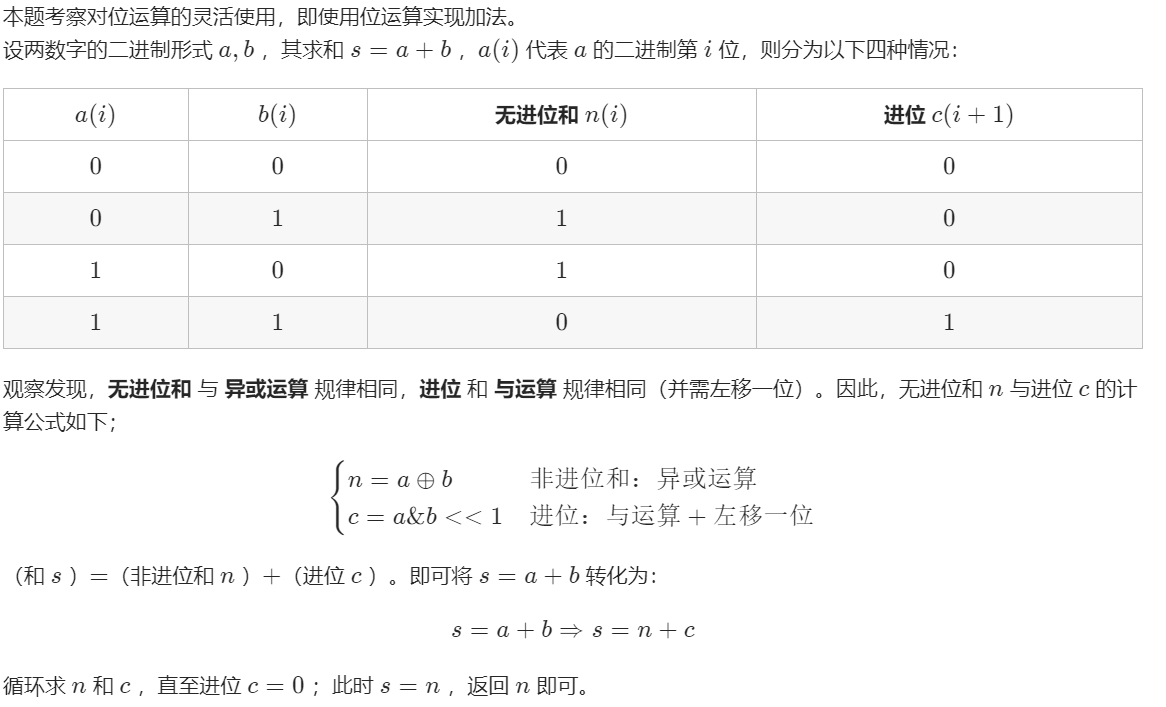 本题考察对位运算的灵活使用，即使用位运算实现加法。
设两数字的二进制形式 a, b ，其求和 s = a + b ，a(i) 代表 a 的二进制第 i 位，则分为以下四种情况：
a(i) b(i) 无进位和 n(i) 进位 c(i + 1)
0 0 0 0
0 1 1 0
1 0 1 0
1 1 0 1
观察发现，无进位和 与 异或运算 规律相同，进位 和 与运算 规律相同（并需左移一位）。因此，无进位和 n 与进位 c 的计
算公式如下；
n = a ⊕ b 非进位和：异或运算
c = a&b << 1 进位：与运算 + 左移一位
（和 s ）=（非进位和 n ）+（进位 c ）。即可将 s = a + b 转化为：
s = a + b ⇒ s = n + c
循环求 n 和 c ，直至进位 c = 0 ；此时 s = n ，返回 n 即可。